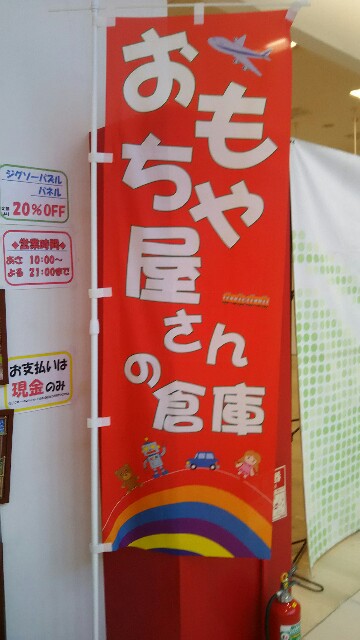 おもちゃ屋さんの倉庫
ジグソーパズル
パネル
20%OFF
◆営業時間◆
あさ 10:00～
よる 21:00まで
お支払いは
現金のみ